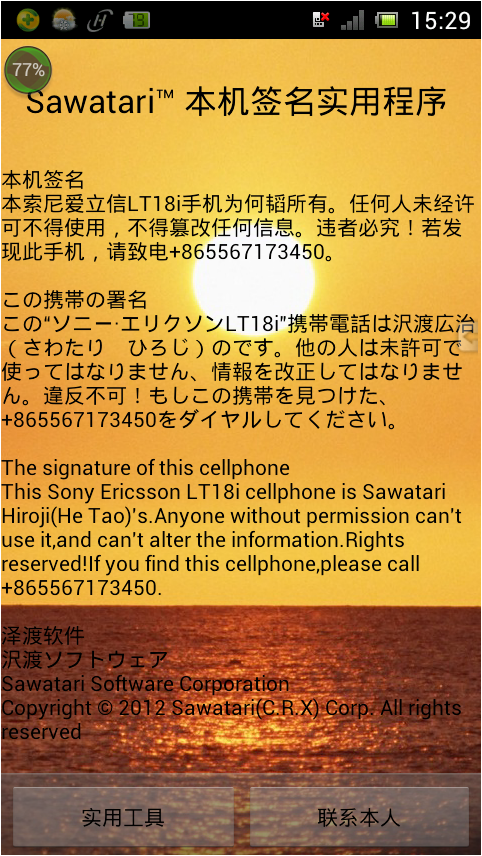 15:29
77%
Sawatari™ 本机签名实用程序
本机签名
本索尼爱立信LT18i手机为何韬所有。任何人未经许
可不得使用，不得篡改任何信息。违者必究！若发
现此手机，请致电+865567173450。
この携帯の署名
この“ソニー·エリクソンLT18i”携帯電話は沢渡広治
（さわたり　ひろじ）のです。他の人は未許可で
使ってはなりません、情報を改正してはなりませ
ん。違反不可！もしこの携帯を見つけた、
+865567173450をダイヤルしてください。
The signature of this cellphone
This Sony Ericsson LT18i cellphone is Sawatari
Hiroji(He Tao)'s.Anyone without permission can't
use it,and can't alter the information.Rights
reserved!If you find this cellphone,please call
+865567173450.
泽渡软件
沢渡ソフトウェア
Sawatari Software Corporation
Copyright © 2012 Sawatari(C.R.X) Corp. All rights
reserved
实用工具
联系本人